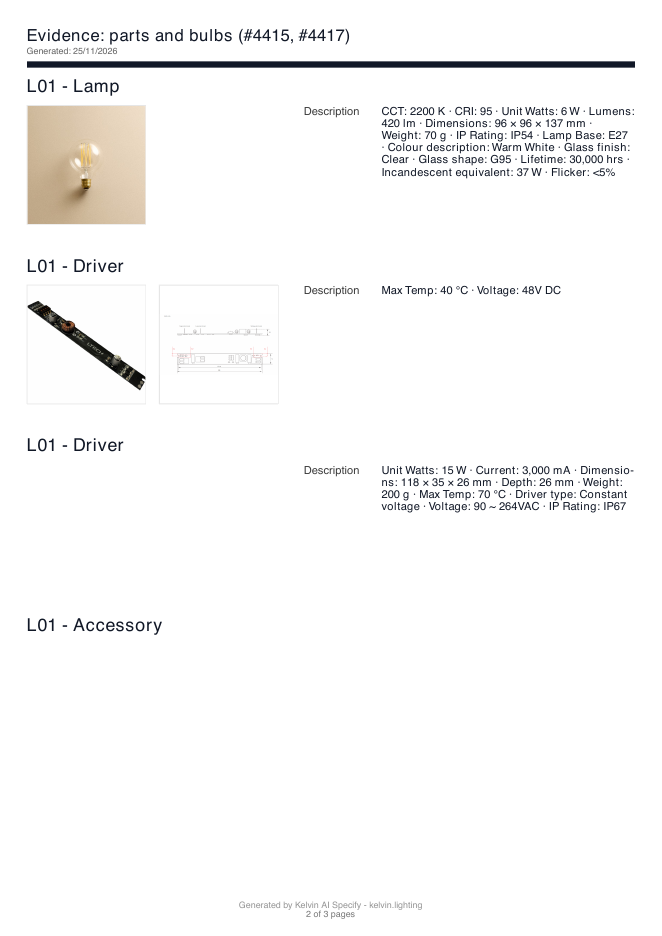 Evidence: parts and bulbs (#4415, #4417)
Generated: 25/11/2026
L01 - Lamp
Description
CCT: 2200 K · CRI: 95 · Unit Watts: 6 W · Lumens:
420 lm · Dimensions: 96 × 96 × 137 mm ·
Weight: 70 g · IP Rating: IP54 · Lamp Base: E27
· Colour description: Warm White · Glass finish:
Clear · Glass shape: G95 · Lifetime: 30,000 hrs ·
Incandescent equivalent: 37 W · Flicker: <5%
L01 - Driver
Description
Max Temp: 40 °C · Voltage: 48V DC
L01 - Driver
Description
Unit Watts: 15 W · Current: 3,000 mA · Dimensio-
ns: 118 × 35 × 26 mm · Depth: 26 mm · Weight:
200 g · Max Temp: 70 °C · Driver type: Constant
voltage · Voltage: 90 ~ 264VAC · IP Rating: IP67
L01 - Accessory
Generated by Kelvin AI Specify - kelvin.lighting
2 of 3 pages